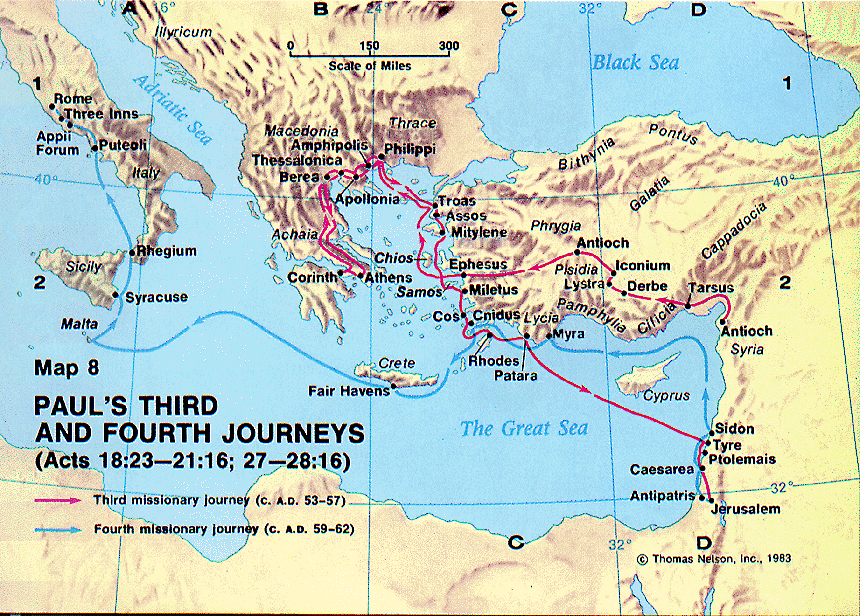 A
16°
B
24°
C
32°
D
Illyricum
0 150 300
Scale of Miles
Black Sea
1
1
Adriatic Sea
Rome
Three Inns
Appii
Forum
Puteoli
Italy
Macedonia
Thrace
Amphipolis
Philippi
Thessalonica
Berea
Apollonia
Pontus
Bithynia
Galatia
Cappadocia
40°
40°
Troas
Assos
Mitylene
Phrygia
Achaia
Chios
Antioch
Rhegium
Sicily
2
2
Corinth
Athens
Ephesus
Pisidia
Iconium
Lystra
Derbe
Tarsus
Syracuse
Samos
Miletus
Malta
Cos
Cnidus
Lycia
Pamphylia
Cilicia
Myra
Antioch
Syria
Rhodes
Patara
Crete
Fair Havens
Cyprus
Map 8
PAUL'S THIRD
AND FOURTH JOURNEYS
(Acts 18:23—21:16; 27–28:16)
The Great Sea
Sidon
Tyre
Ptolemais
Caesarea
Antipatris
Jerusalem
32°
Third missionary journey (C. A.D. 53–57)
Fourth missionary journey (C. A.D. 59–62)
C
32°
D
© Thomas Nelson, Inc., 1983